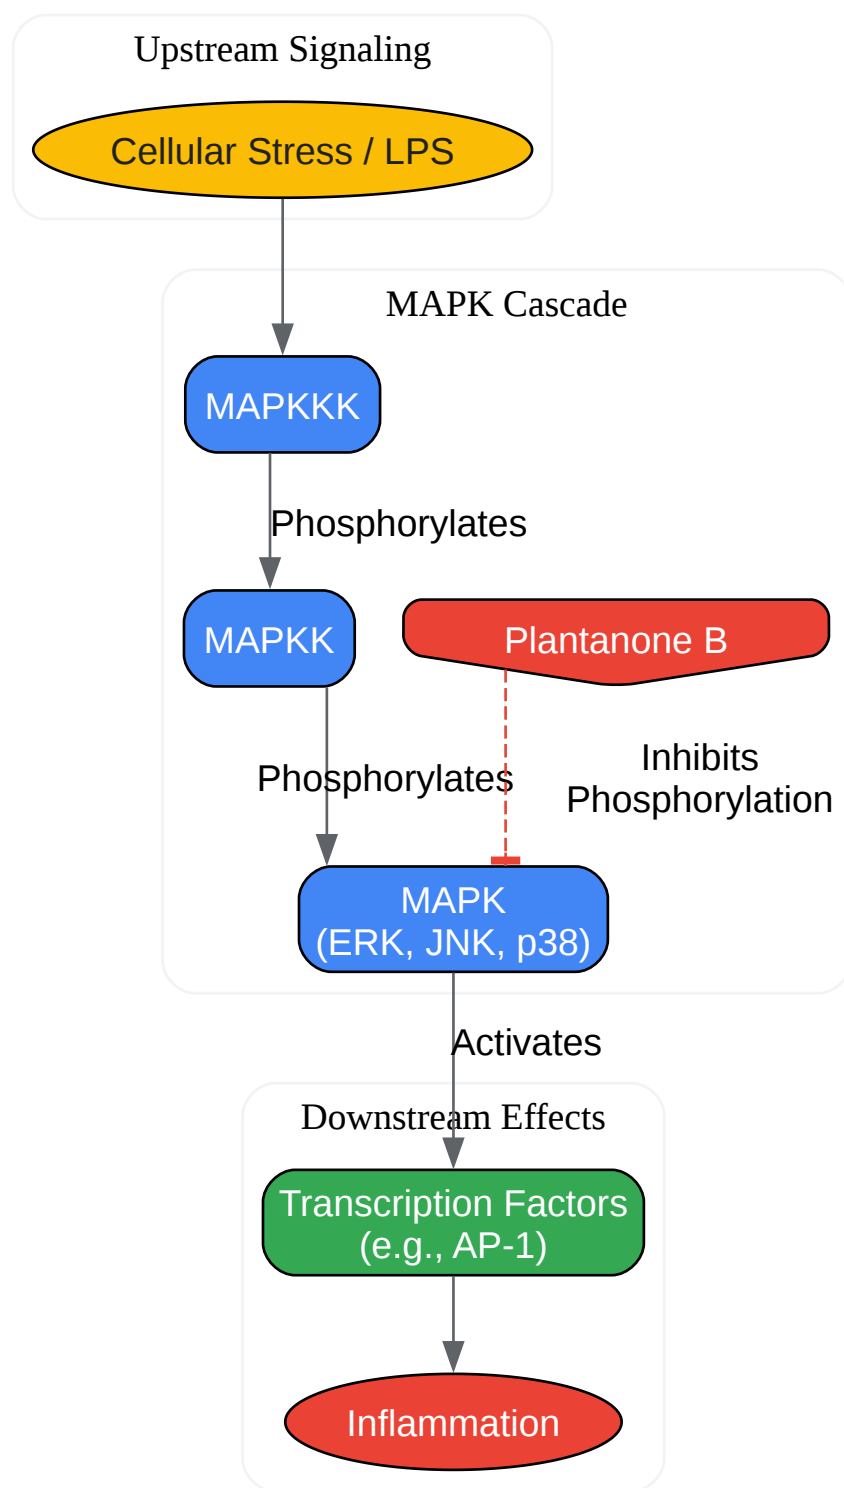 Upstream Signaling
Cellular Stress / LPS
MAPK Cascade
MAPKKK
Phosphorylates
MAPKK
Plantanone B
Phosphorylates
Inhibits
Phosphorylation
MAPK
(ERK, JNK, p38)
Activates
Downstream Effects
Transcription Factors
(e.g., AP-1)
Inflammation